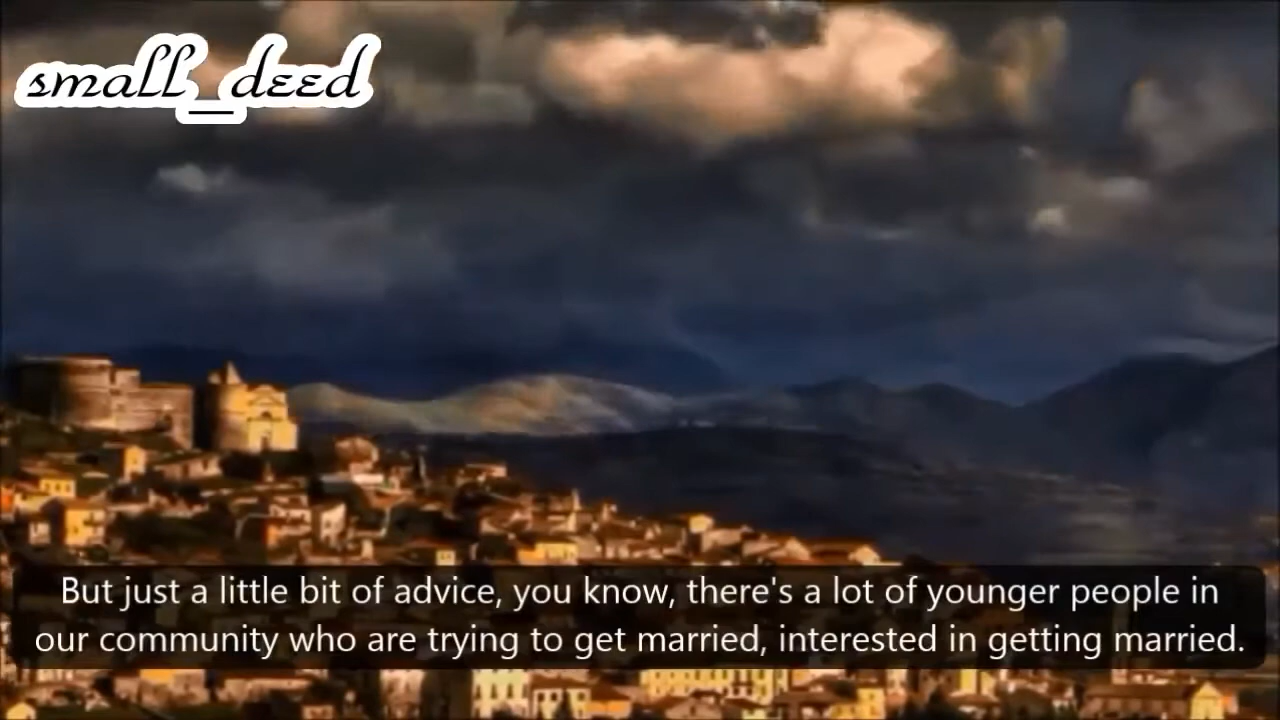 small_deed
But just a little bit of advice, you know, there's a lot of younger people in
our community who are trying to get married, interested in getting married.